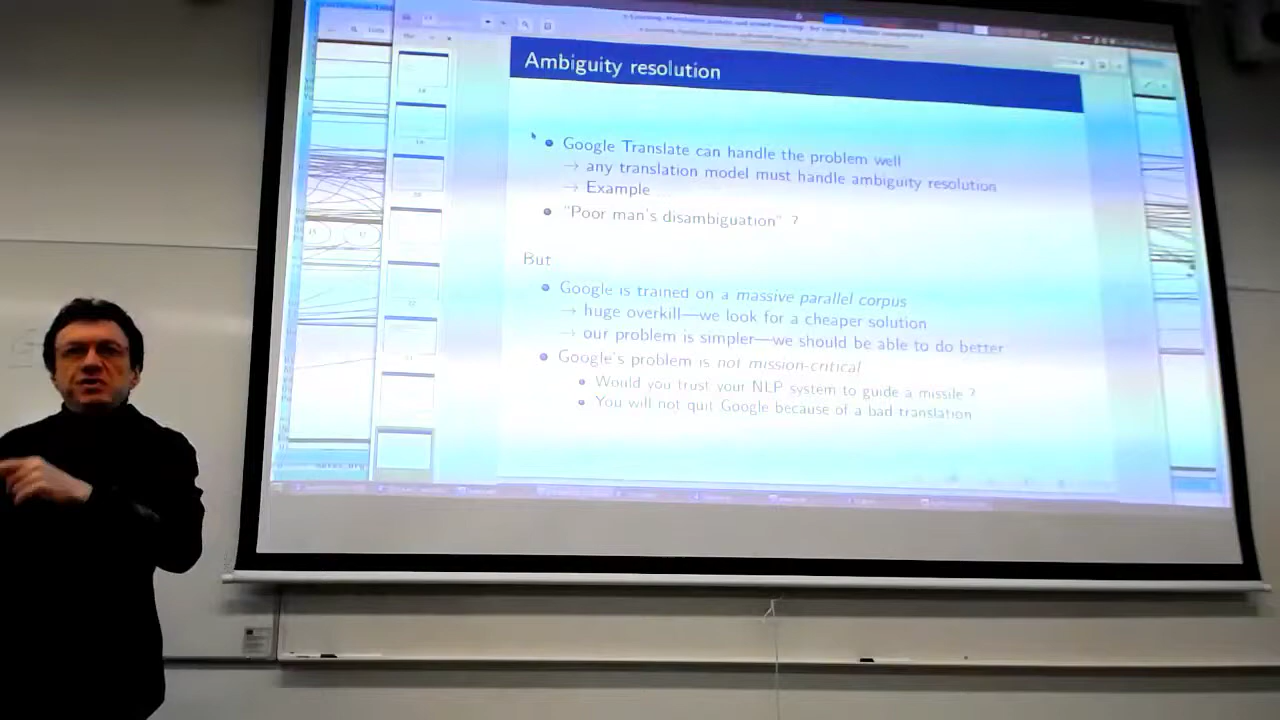 Ambiguity resolution
Google Translate can handle the problem well
→ any translation model must handle ambiguity resolution
→ Example
"Poor man's disambiguation" ?
But
Google is trained on a massive parallel corpus
→ huge overkill—we look for a cheaper solution
→ our problem is simpler—we should be able to do better
Google's problem is not mission-critical
Would you trust your NLP system to guide a missile ?
You will not quit Google because of a bad translation